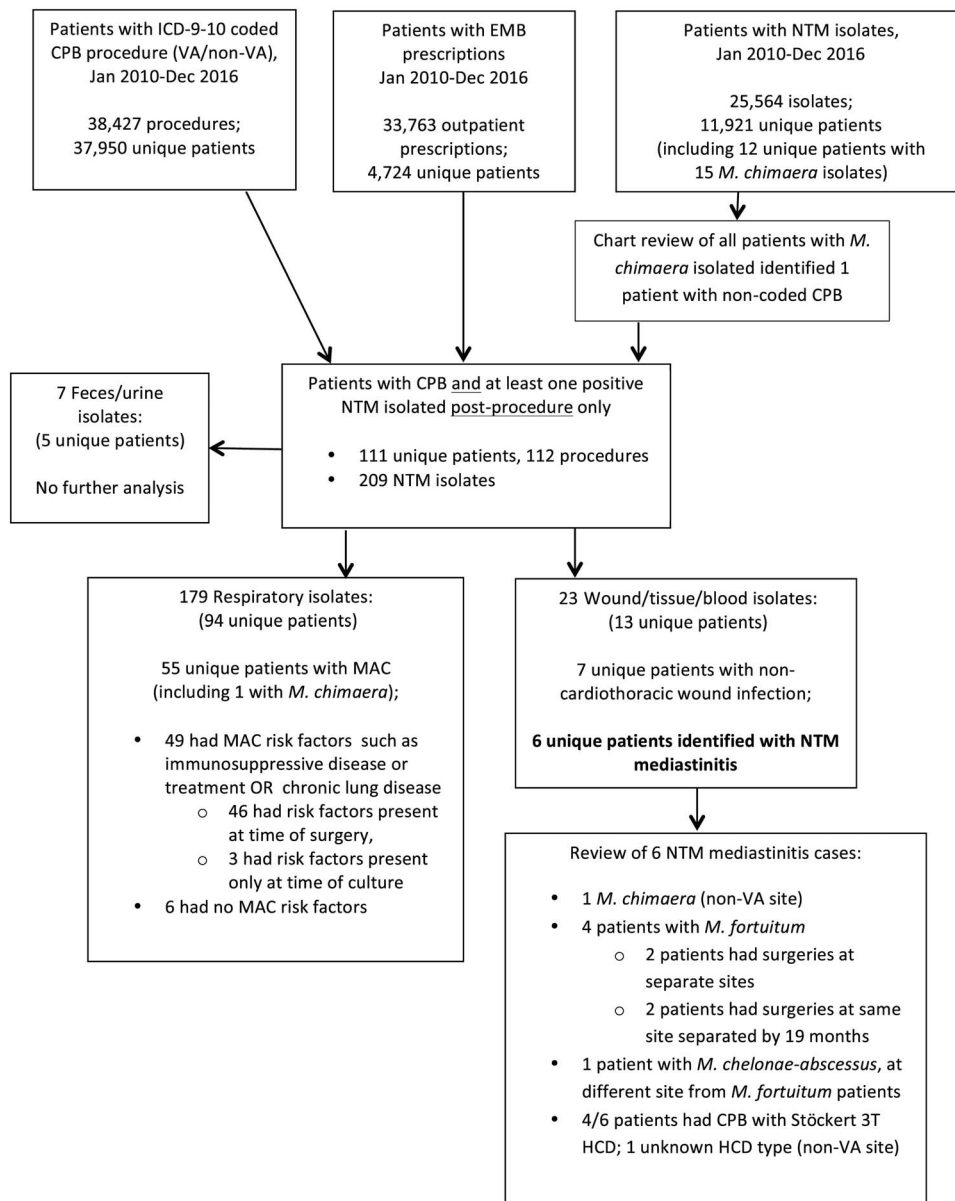 Patients with ICD-9-10 coded
CPB procedure (VA/non-VA),
Jan 2010-Dec 2016
38,427 procedures;
37,950 unique patients
Patients with EMB
prescriptions
Jan 2010-Dec 2016
33,763 outpatient
prescriptions;
4,724 unique patients
Patients with NTM isolates,
Jan 2010-Dec 2016
25,564 isolates;
11,921 unique patients
(including 12 unique patients with
15 M. chimaera isolates)
Chart review of all patients with M.
chimaera isolated identified 1
patient with non-coded CPB
Patients with CPB and at least one positive
NTM isolated post-procedure only
• 111 unique patients, 112 procedures
• 209 NTM isolates
7 Feces/urine
isolates:
(5 unique patients)
No further analysis
179 Respiratory isolates:
(94 unique patients)
55 unique patients with MAC
(including 1 with M. chimaera);
• 49 had MAC risk factors such as
immunosuppressive disease or
treatment OR chronic lung disease
o 46 had risk factors present
at time of surgery,
o 3 had risk factors present
only at time of culture
• 6 had no MAC risk factors
23 Wound/tissue/blood isolates:
(13 unique patients)
7 unique patients with non-
cardiothoracic wound infection;
6 unique patients identified with NTM
mediastinitis
Review of 6 NTM mediastinitis cases:
• 1 M. chimaera (non-VA site)
• 4 patients with M. fortuitum
o 2 patients had surgeries at
separate sites
o 2 patients had surgeries at same
site separated by 19 months
• 1 patient with M. chelonae-abscessus, at
different site from M. fortuitum patients
• 4/6 patients had CPB with Stöckert 3T
HCD; 1 unknown HCD type (non-VA site)